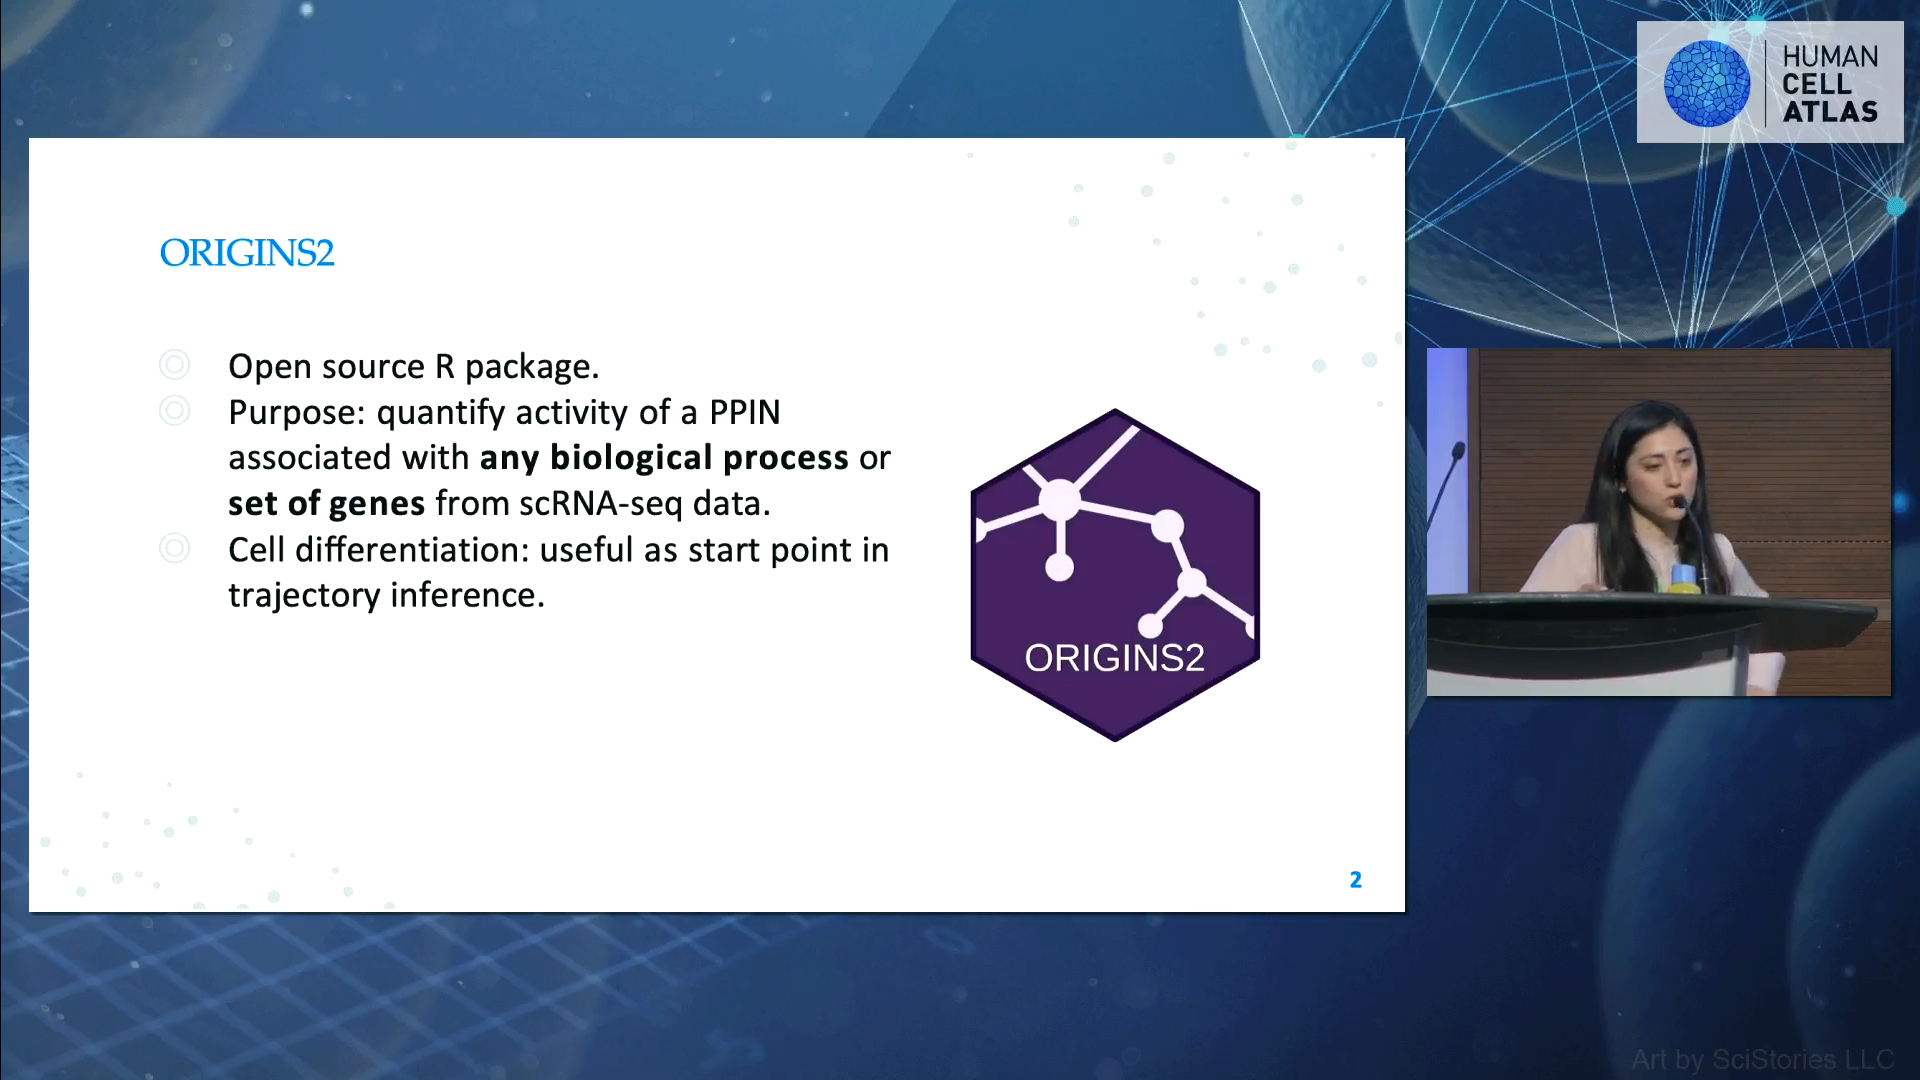 HUMAN
CELL
ATLAS
ORIGINS2
Open source R package.
Purpose: quantify activity of a PPIN
associated with any biological process or
set of genes from scRNA-seq data.
Cell differentiation: useful as start point in
trajectory inference.
ORIGINS2
2
Art by SciStories LLC